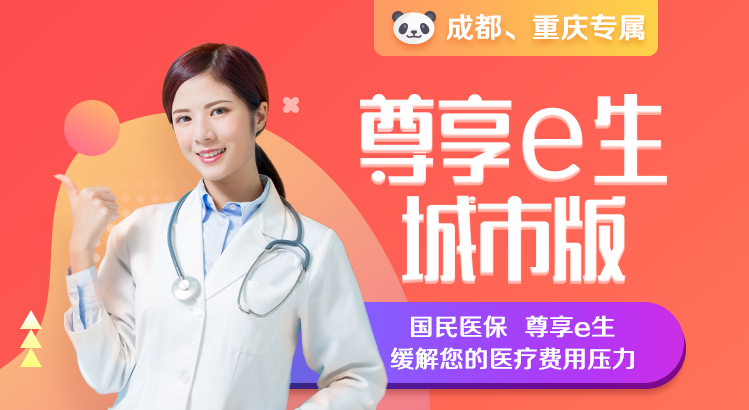 成都、重庆专属
尊享e生
城市版
国民医保 尊享e生
缓解您的医疗费用压力